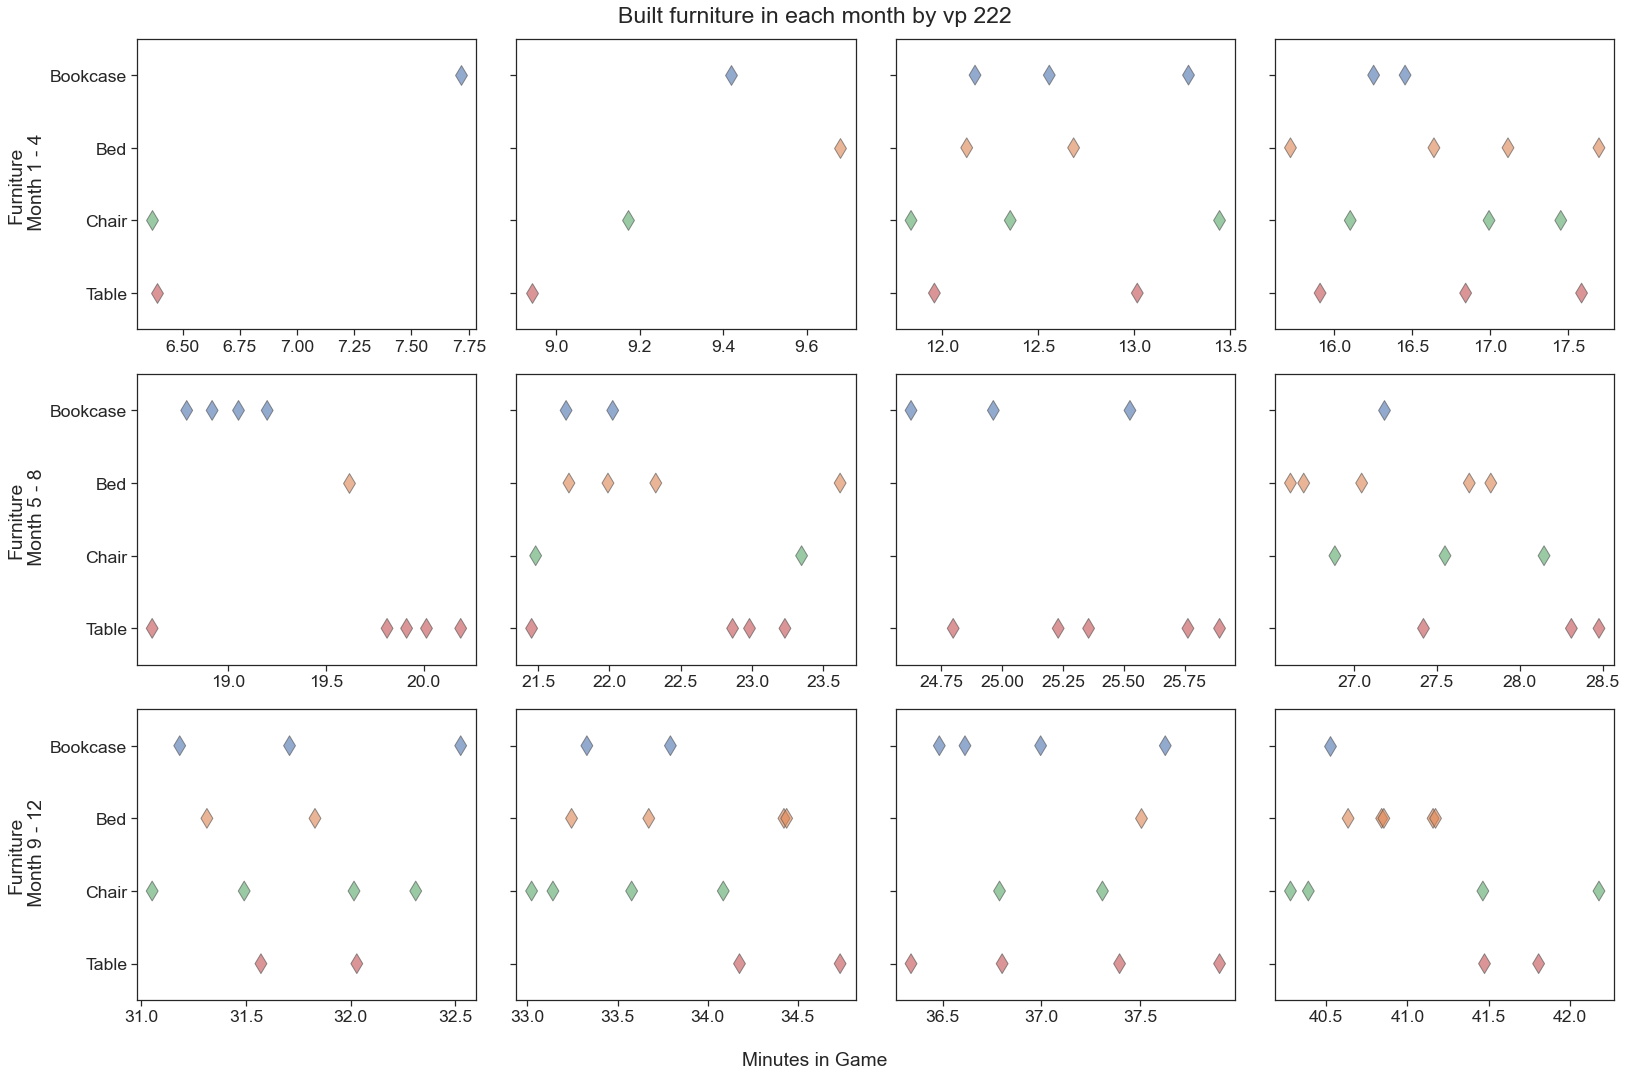 Built furniture in each month by vp 222
Furniture
Month 1 - 4
Bookcase
Bed
Chair
Table
6.50 6.75 7.00 7.25 7.50 7.75
9.0 9.2 9.4 9.6
12.0 12.5 13.0 13.5
16.0 16.5 17.0 17.5
Furniture
Month 5 - 8
Bookcase
Bed
Chair
Table
19.0 19.5 20.0
21.5 22.0 22.5 23.0 23.5
24.75 25.00 25.25 25.50 25.75
27.0 27.5 28.0 28.5
Furniture
Month 9 - 12
Bookcase
Bed
Chair
Table
31.0 31.5 32.0 32.5
33.0 33.5 34.0 34.5
36.5 37.0 37.5
40.5 41.0 41.5 42.0
Minutes in Game